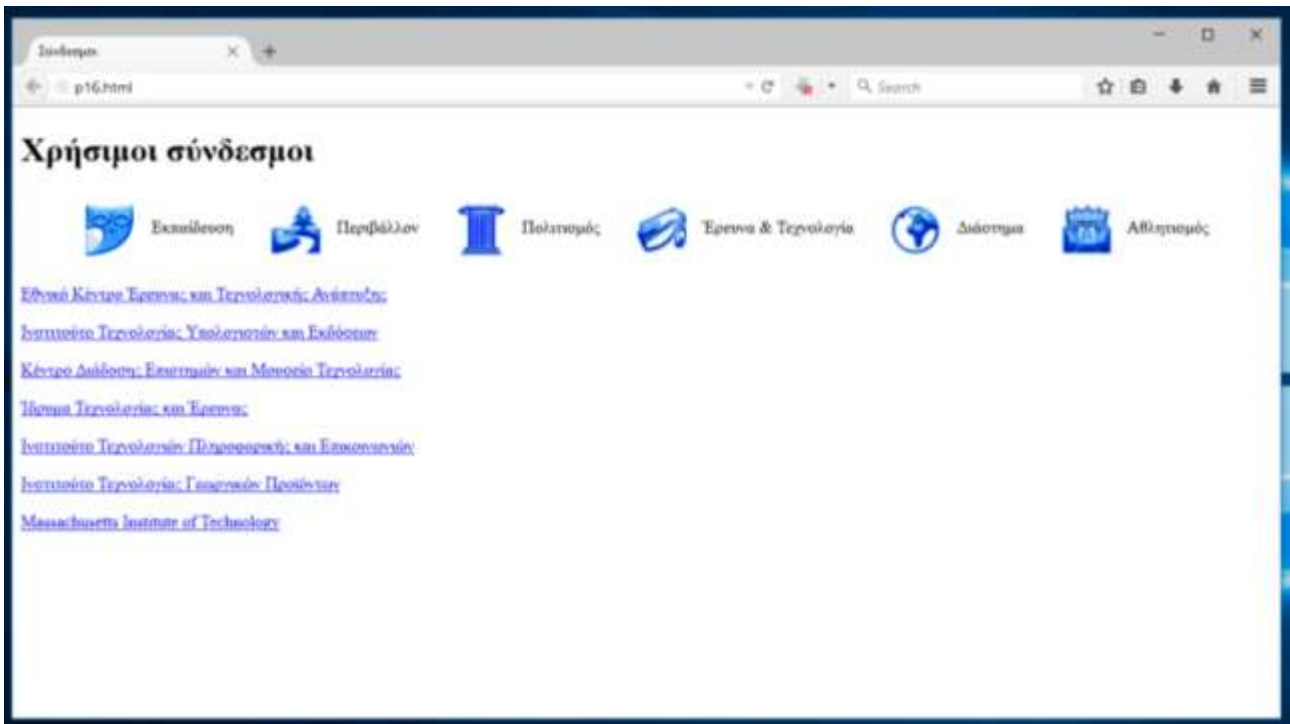 Σύνδεσμοι
p16.html
Search
Χρήσιμοι σύνδεσμοι
Εκπαίδευση Περιβάλλον Πολιτισμός Έρευνα & Τεχνολογία Διάστημα Αθλητισμός
Εθνικό Κέντρο Έρευνας και Τεχνολογικής Ανάπτυξης
Ινστιτούτο Τεχνολογίας Υπολογιστών και Εκδόσεων
Κέντρο Διάδοσης Επιστημών και Μουσείο Τεχνολογίας
Ίδρυμα Τεχνολογίας και Έρευνας
Ινστιτούτο Τεχνολογιών Πληροφορικής και Επικοινωνιών
Ινστιτούτο Τεχνολογίας Γεωργικών Προϊόντων
Massachusetts Institute of Technology